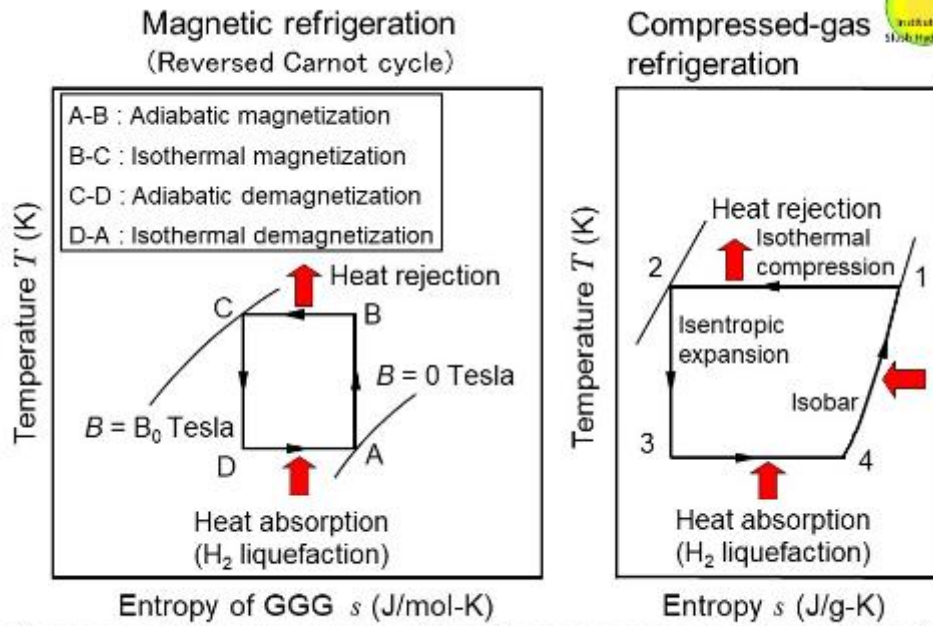 Magnetic refrigeration
(Reversed Carnot cycle)
A-B : Adiabatic magnetization
B-C : Isothermal magnetization
C-D : Adiabatic demagnetization
D-A : Isothermal demagnetization
Temperature T (K)
Heat rejection
C
B
B = 0 Tesla
B = B₀ Tesla
D
A
Heat absorption
(H₂ liquefaction)
Entropy of GGG s (J/mol-K)
Compressed-gas
refrigeration
Temperature T (K)
Heat rejection
Isothermal
compression
2
1
Isentropic
expansion
Isobar
3
4
Heat absorption
(H₂ liquefaction)
Entropy s (J/g-K)